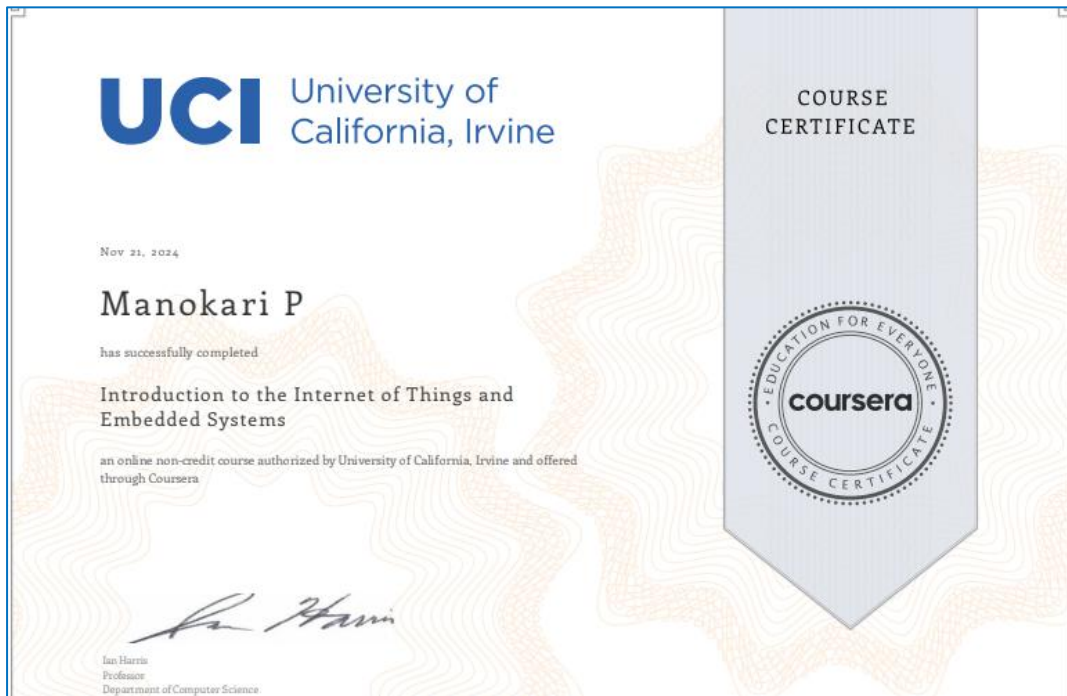 UCI University of
California, Irvine
COURSE
CERTIFICATE
Nov 21, 2024
Manokari P
has successfully completed
Introduction to the Internet of Things and
Embedded Systems
an online non-credit course authorized by University of California, Irvine and offered
through Coursera
EDUCATION FOR EVERYONE
coursera
COURSE CERTIFICATE
Ian Harris
Ian Harris
Professor
Department of Computer Science